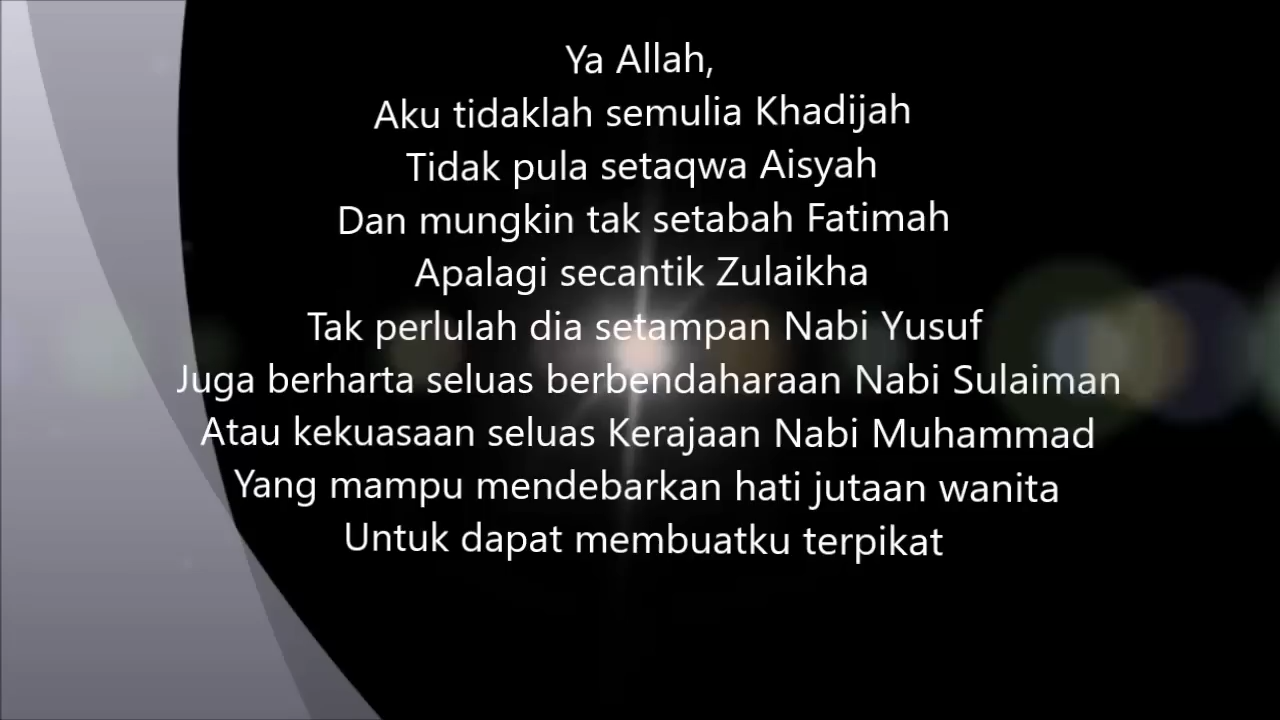 Ya Allah,
Aku tidaklah semulia Khadijah
Tidak pula setaqwa Aisyah
Dan mungkin tak setabah Fatimah
Apalagi secantik Zulaikha
Tak perlulah dia setampan Nabi Yusuf
Juga berharta seluas berbendaharaan Nabi Sulaiman
Atau kekuasaan seluas Kerajaan Nabi Muhammad
Yang mampu mendebarkan hati jutaan wanita
Untuk dapat membuatku terpikat